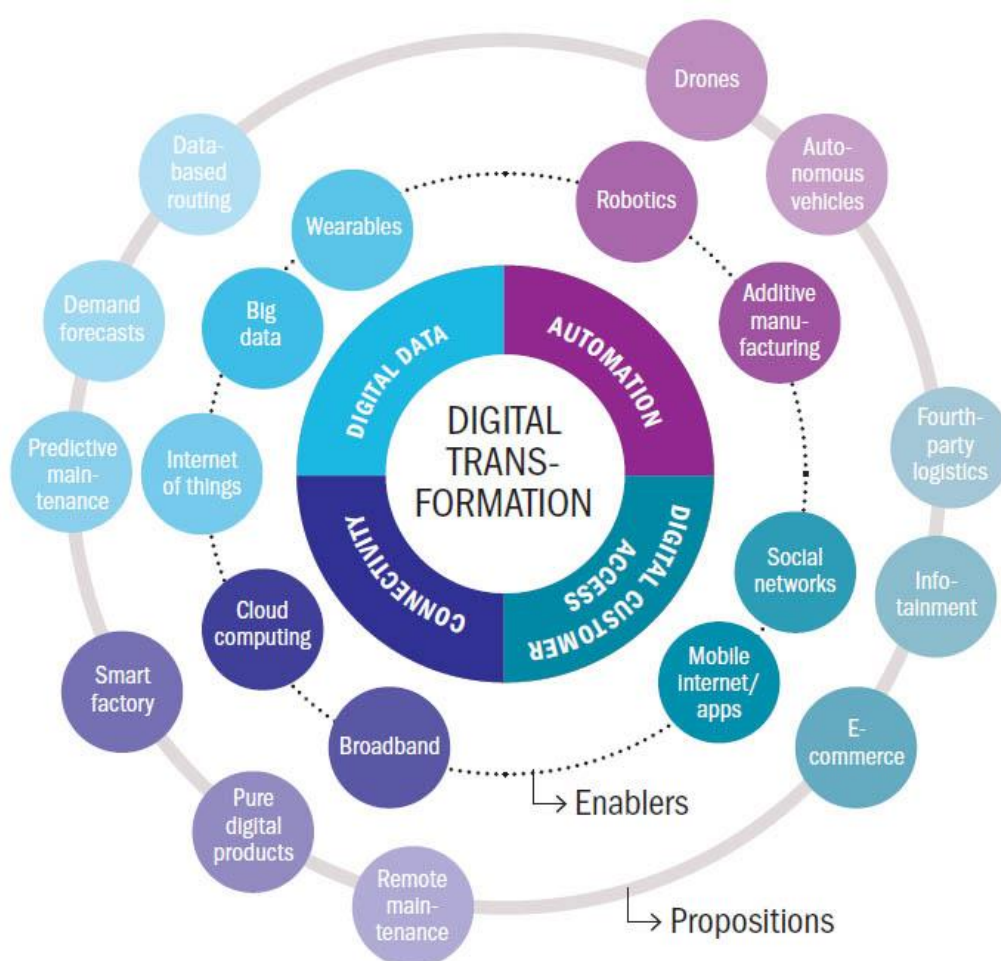 DIGITAL
TRANS-
FORMATION
DIGITAL DATA
AUTOMATION
DIGITAL CUSTOMER
ACCESS
CONNECTIVITY
Wearables
Big
data
Internet
of things
Robotics
Additive
manu-
facturing
Social
networks
Mobile
internet/
apps
Cloud
computing
Broadband
Enablers
Data-
based
routing
Demand
forecasts
Predictive
main-
tenance
Drones
Auto-
nomous
vehicles
Fourth-
party
logistics
Info-
tainment
E-
commerce
Smart
factory
Pure
digital
products
Remote
main-
tenance
Propositions